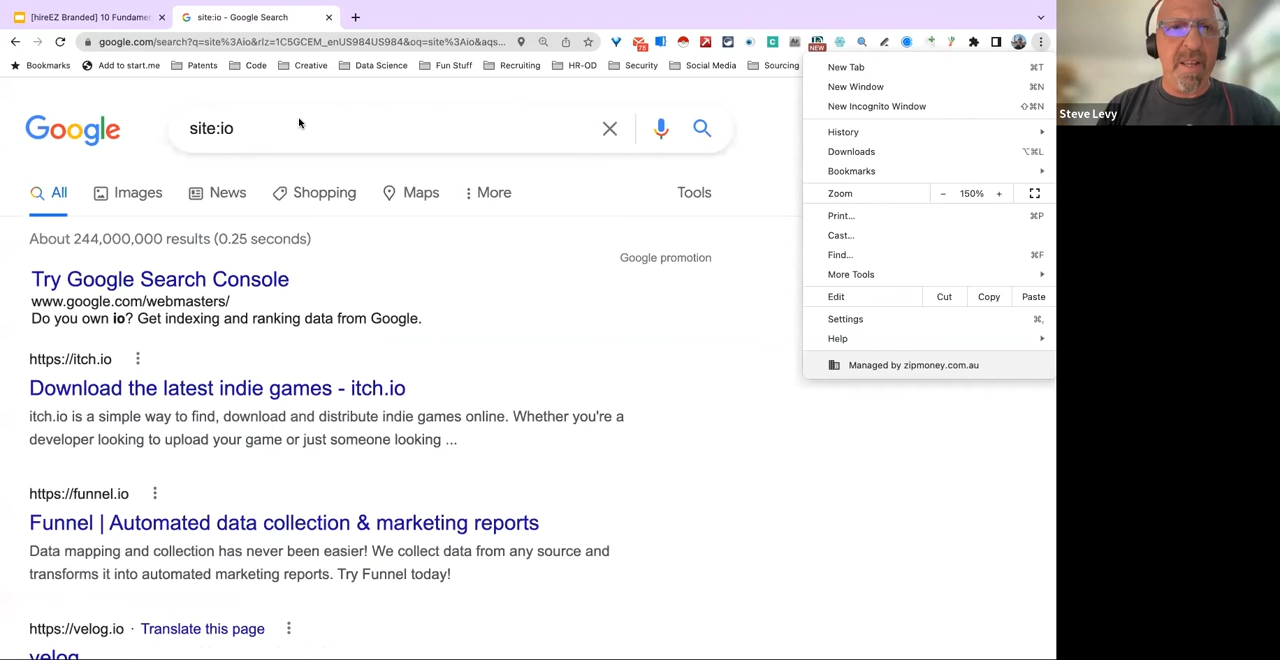 [hireEZ Branded] 10 Fundamen
site:io - Google Search
google.com/search?q=site%3Aio&rlz=1C5GCEM_enUS984US984&oq=site%3Aio&aqs...
75
NEW
Bookmarks
Add to start.me
Patents
Code
Creative
Data Science
Fun Stuff
Recruiting
HR-OD
Security
Social Media
Sourcing
Google
site:io
All
Images
News
Shopping
Maps
More
Tools
About 244,000,000 results (0.25 seconds)
Google promotion
Try Google Search Console
www.google.com/webmasters/
Do you own io? Get indexing and ranking data from Google.
https://itch.io
Download the latest indie games - itch.io
itch.io is a simple way to find, download and distribute indie games online. Whether you're a
developer looking to upload your game or just someone looking ...
https://funnel.io
Funnel | Automated data collection & marketing reports
Data mapping and collection has never been easier! We collect data from any source and
transforms it into automated marketing reports. Try Funnel today!
https://velog.io · Translate this page
velog
New Tab ⌘T
New Window ⌘N
New Incognito Window ⇧⌘N
History
Downloads ⌥⌘L
Bookmarks
Zoom - 150% +
Print... ⌘P
Cast...
Find... ⌘F
More Tools
Edit Cut Copy Paste
Settings ⌘,
Help
Managed by zipmoney.com.au
Steve Levy